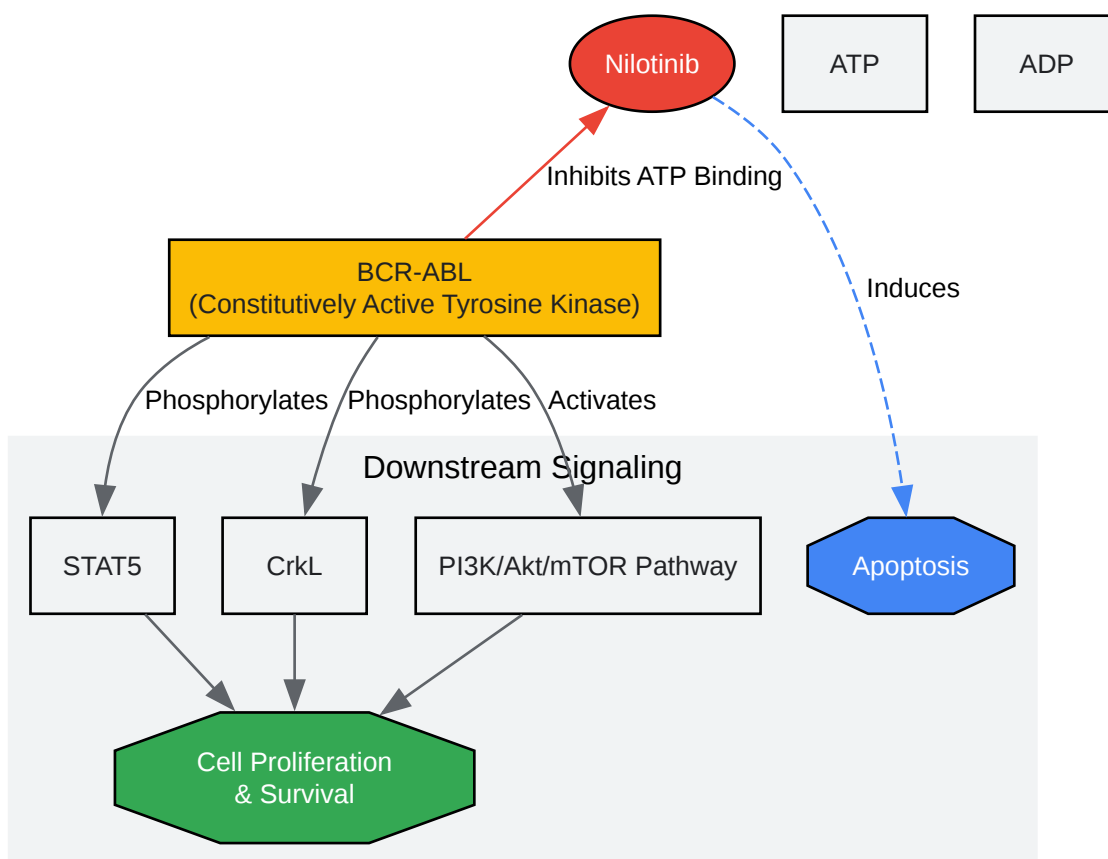 Nilotinib
ATP
ADP
Inhibits ATP Binding
BCR-ABL
(Constitutively Active Tyrosine Kinase)
Induces
Phosphorylates
Phosphorylates
Activates
Downstream Signaling
STAT5
CrkL
PI3K/Akt/mTOR Pathway
Apoptosis
Cell Proliferation
& Survival